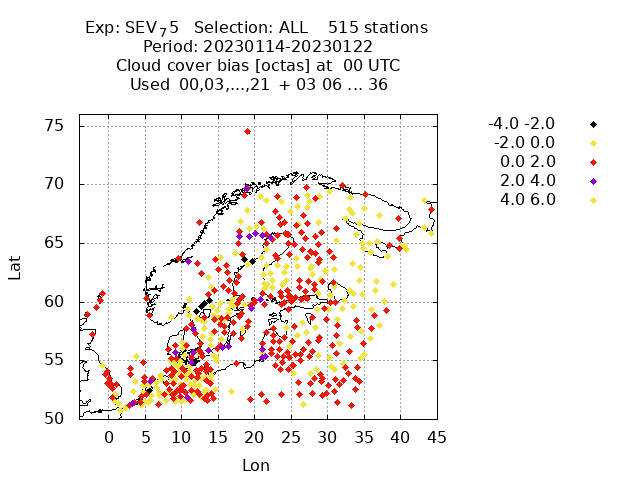 Exp: SEV₇5 Selection: ALL 515 stations
Period: 20230114-20230122
Cloud cover bias [octas] at 00 UTC
Used 00,03,...,21 + 03 06 ... 36
-4.0 -2.0
-2.0 0.0
0.0 2.0
2.0 4.0
4.0 6.0
75
70
65
60
55
50
Lat
0 5 10 15 20 25 30 35 40 45
Lon